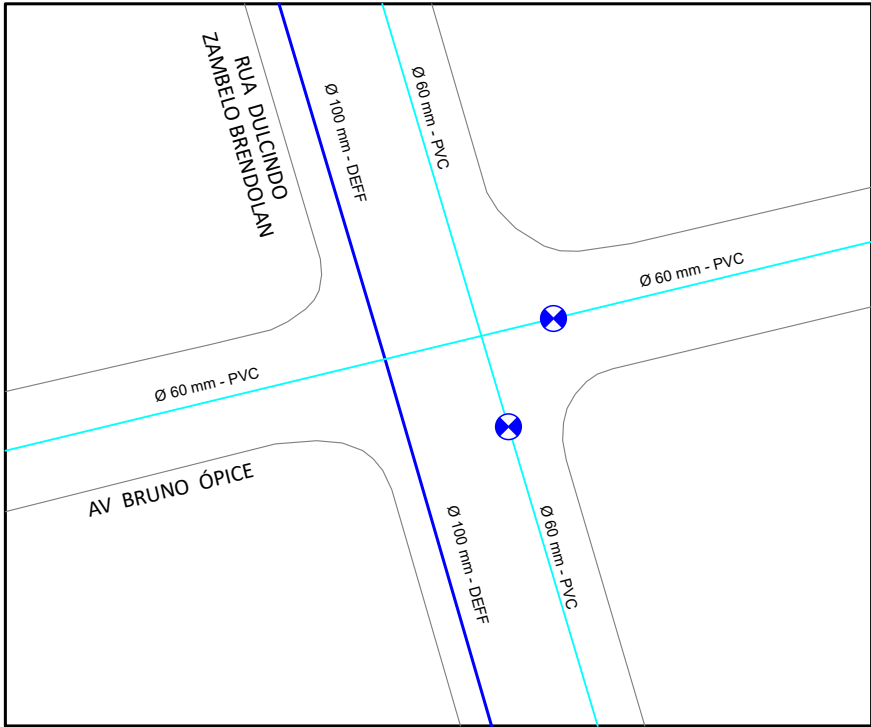 RUA DULCINDO
ZAMBELO BRENDOLAN
Ø 100 mm - DEFF
Ø 60 mm - PVC
Ø 60 mm - PVC
Ø 60 mm - PVC
AV BRUNO ÓPICE
Ø 100 mm - DEFF
Ø 60 mm - PVC